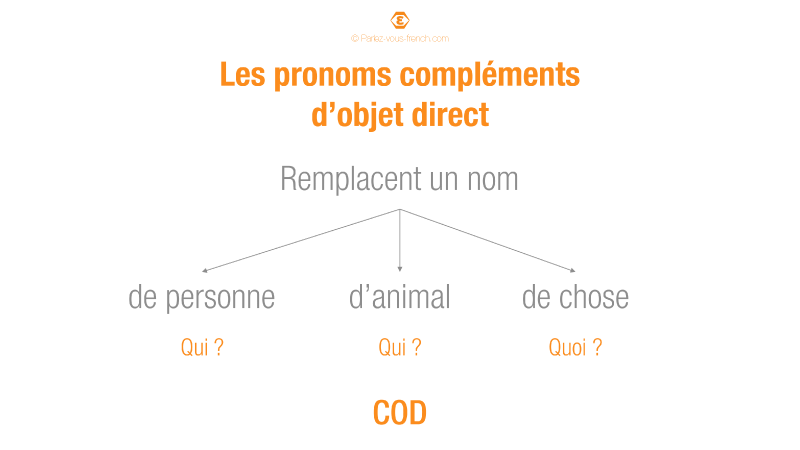 © Parlez-vous-french.com
Les pronoms compléments
d’objet direct
Remplacent un nom
de personne d’animal de chose
Qui ? Qui ? Quoi ?
COD